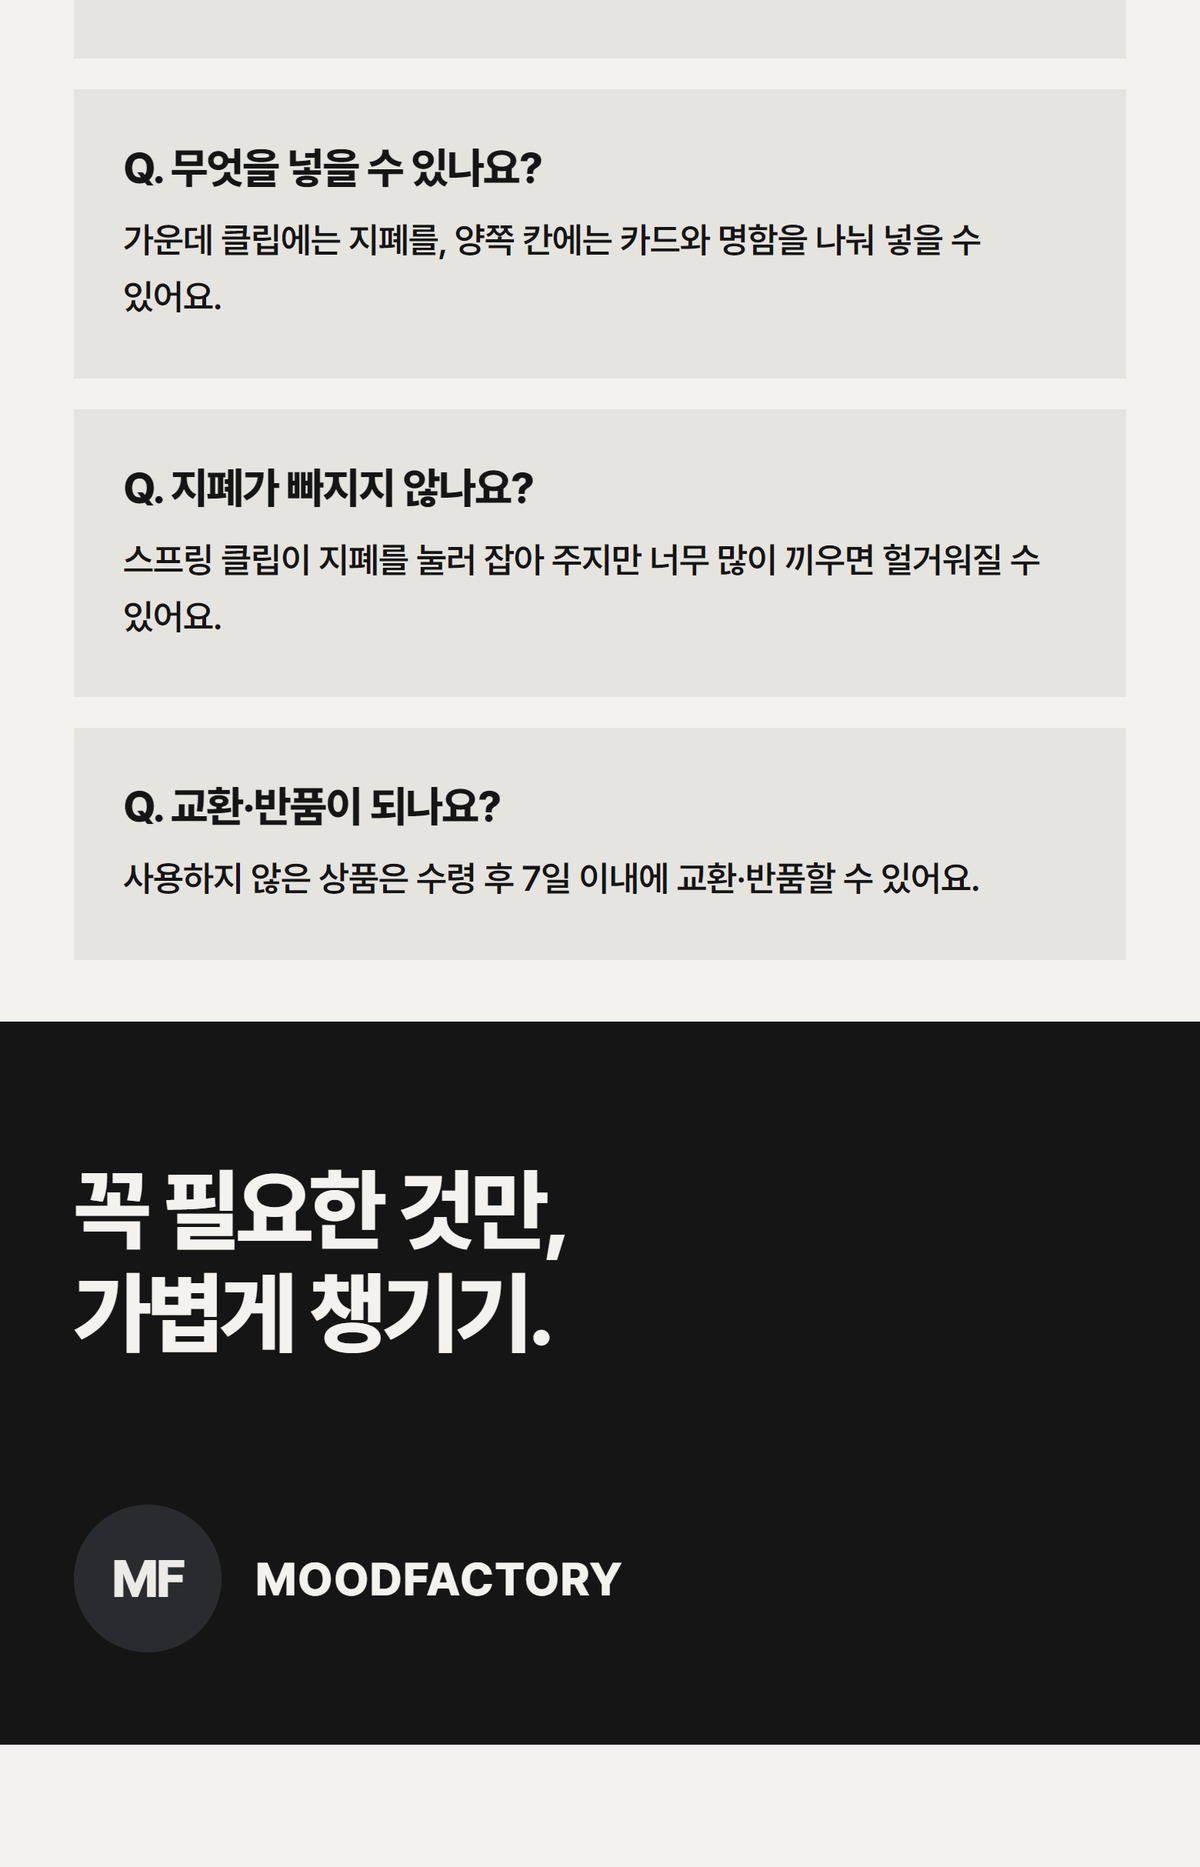 Q. 무엇을 넣을 수 있나요?
가운데 클립에는 지폐를, 양쪽 칸에는 카드와 명함을 나눠 넣을 수
있어요.
Q. 지폐가 빠지지 않나요?
스프링 클립이 지폐를 눌러 잡아 주지만 너무 많이 끼우면 헐거워질 수
있어요.
Q. 교환·반품이 되나요?
사용하지 않은 상품은 수령 후 7일 이내에 교환·반품할 수 있어요.
꼭 필요한 것만,
가볍게 챙기기.
MF MOODFACTORY